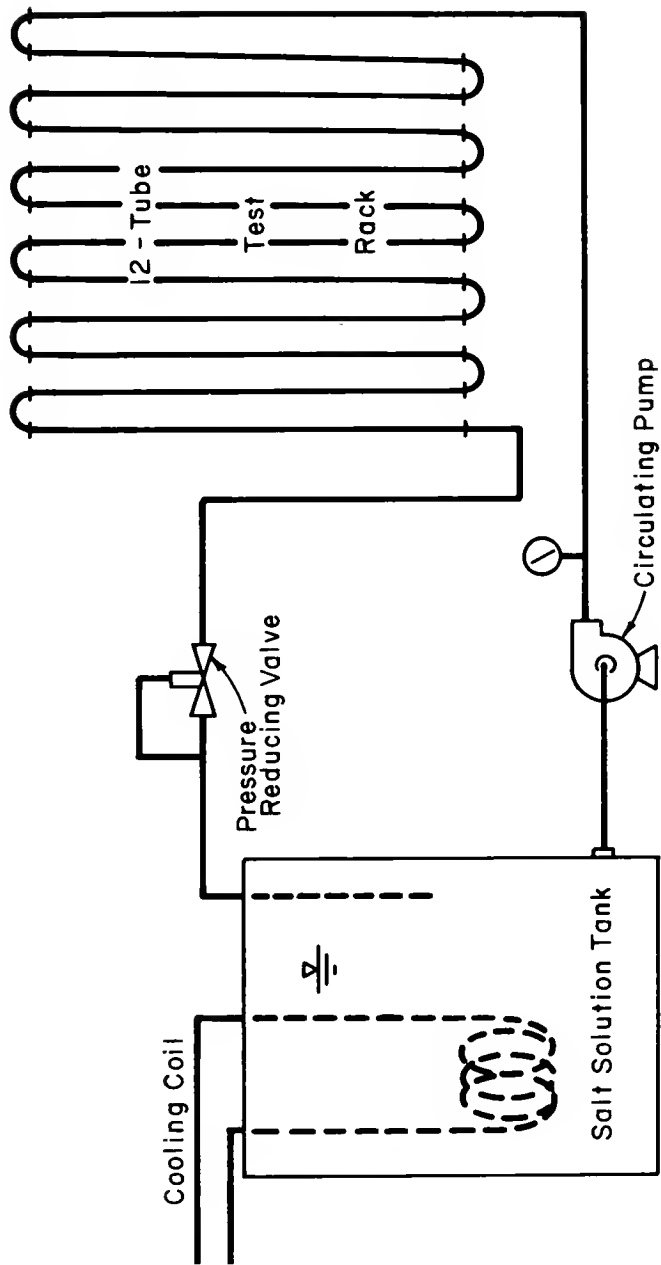 12 - Tube
Test
Rack
Cooling Coil
Pressure
Reducing Valve
Circulating Pump
Salt Solution Tank